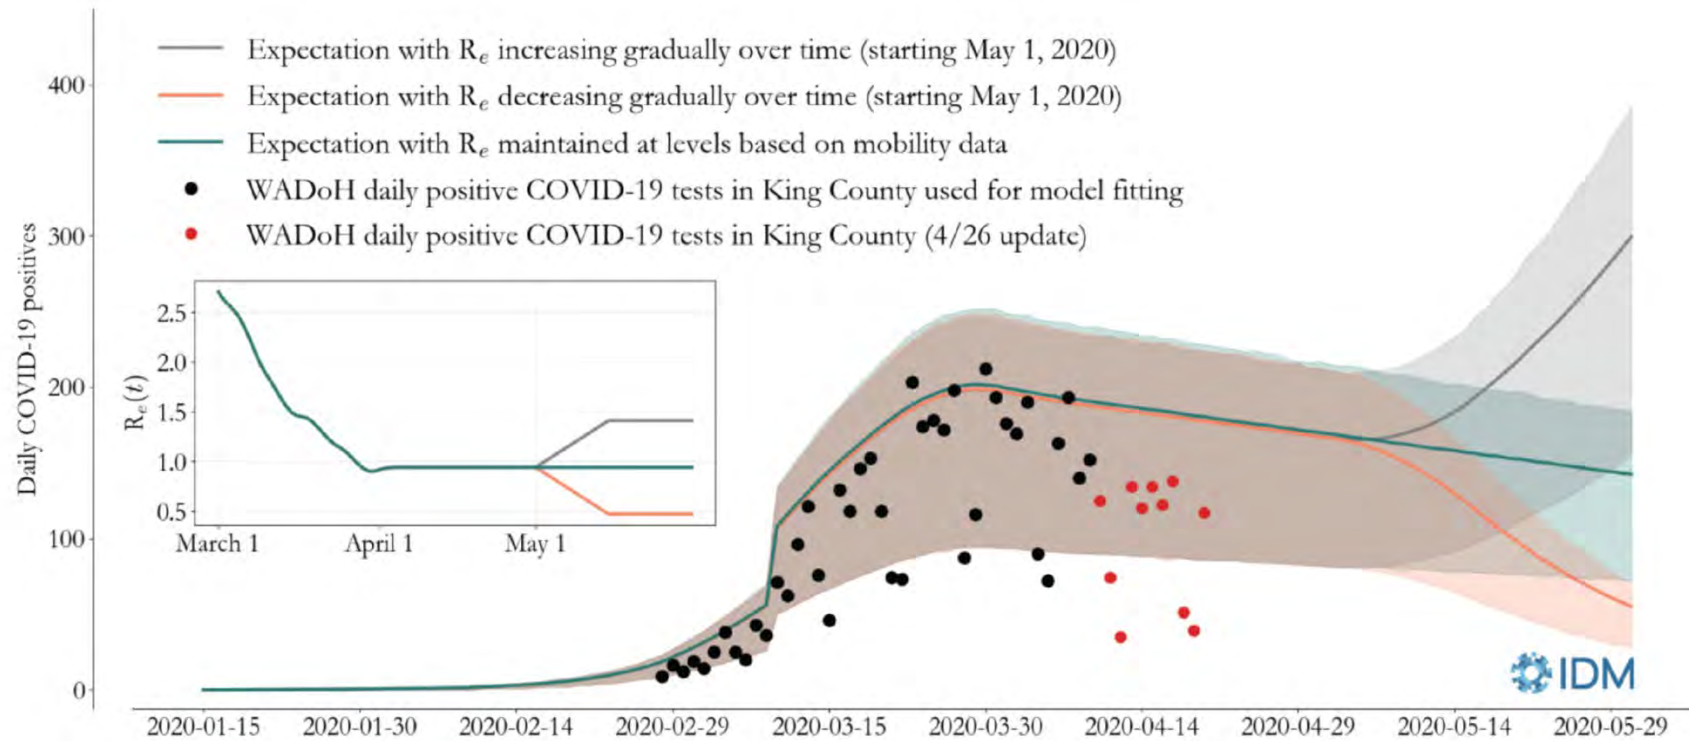 Expectation with Re increasing gradually over time (starting May 1, 2020)
Expectation with Re decreasing gradually over time (starting May 1, 2020)
Expectation with Re maintained at levels based on mobility data
WADoH daily positive COVID-19 tests in King County used for model fitting
WADoH daily positive COVID-19 tests in King County (4/26 update)
Daily COVID-19 positives
400
300
200
100
0
Re(t)
2.5
2.0
1.5
1.0
0.5
March 1 April 1 May 1
IDM
2020-01-15 2020-01-30 2020-02-14 2020-02-29 2020-03-15 2020-03-30 2020-04-14 2020-04-29 2020-05-14 2020-05-29